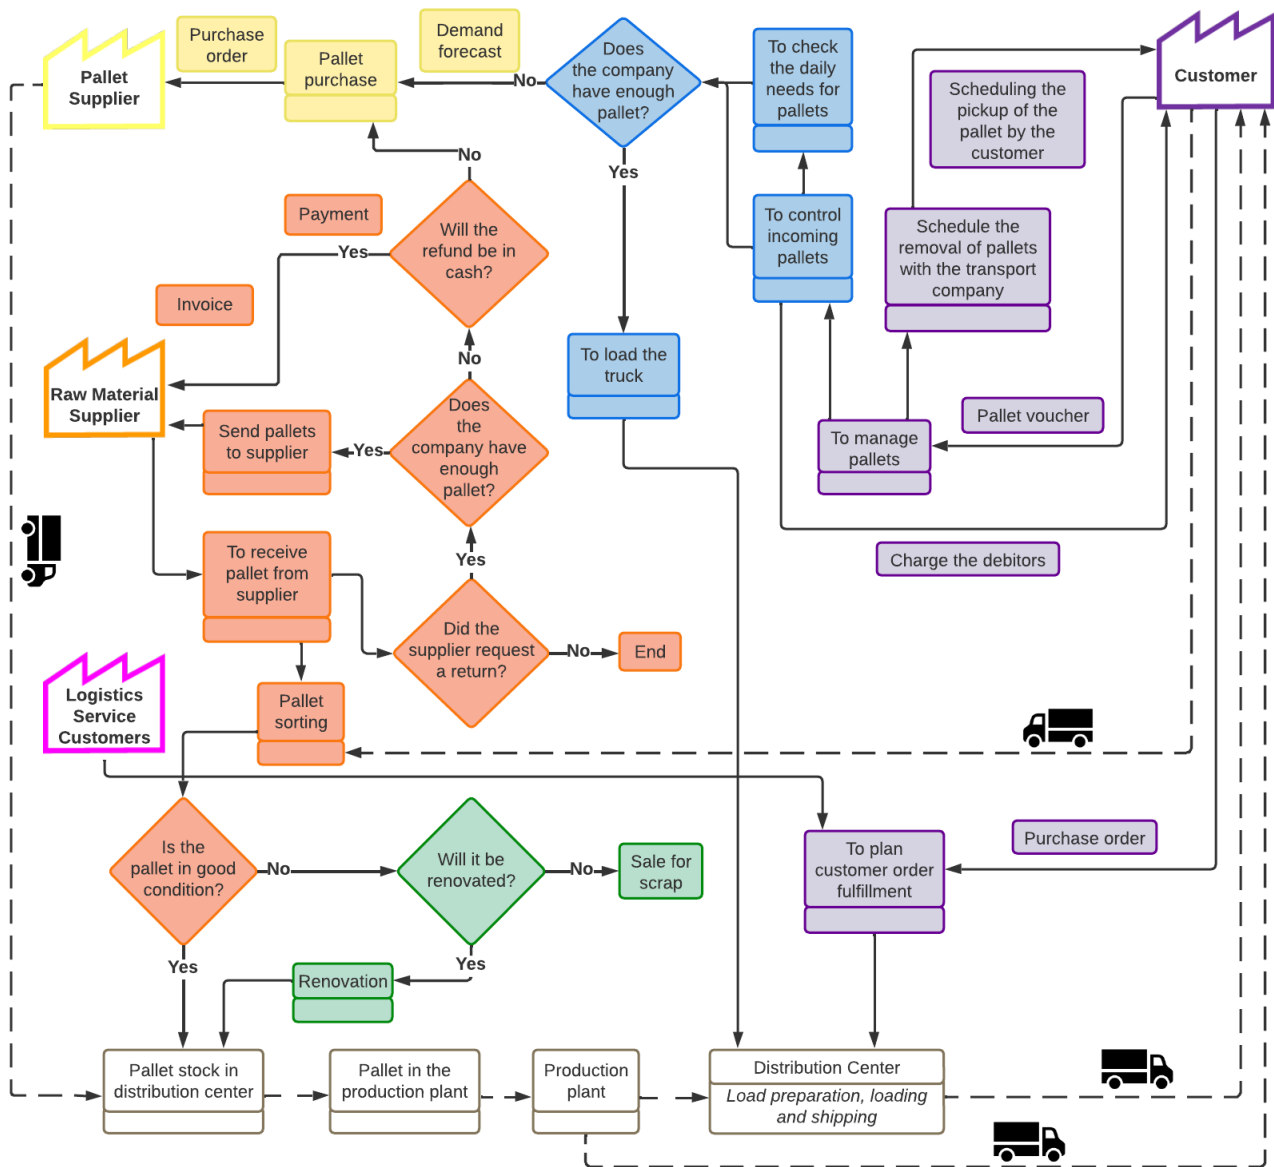 Purchase
order
Demand
forecast
Pallet
purchase
Pallet
Supplier
No
Does
the company
have enough
pallet?
To check
the daily
needs for
pallets
Customer
Scheduling the
pickup of the
pallet by the
customer
No
Yes
Payment
Will the
refund be in
cash?
Yes
To control
incoming
pallets
Schedule the
removal of pallets
with the transport
company
Invoice
No
To load the
truck
Raw Material
Supplier
Does
the
company have
enough
pallet?
Yes
Send pallets
to supplier
Pallet voucher
To manage
pallets
To receive
pallet from
supplier
Yes
Charge the debitors
Did the
supplier request
a return?
No
End
Logistics
Service
Customers
Pallet
sorting
Is the
pallet in good
condition?
No
Will it be
renovated?
No
Sale for
scrap
To plan
customer order
fulfillment
Purchase order
Yes
Yes
Renovation
Pallet stock in
distribution center
Pallet in the
production plant
Production
plant
Distribution Center
Load preparation, loading
and shipping